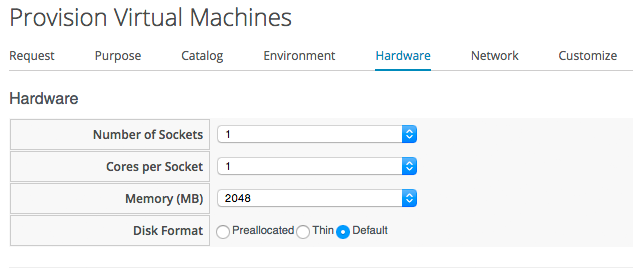 Provision Virtual Machines
Request Purpose Catalog Environment Hardware Network Customize
Hardware
Number of Sockets 1
Cores per Socket 1
Memory (MB) 2048
Disk Format Preallocated Thin Default